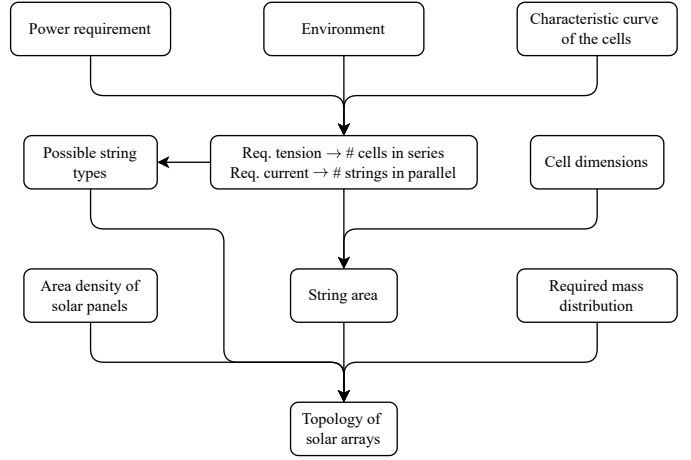 Power requirement
Environment
Characteristic curve
of the cells
Possible string
types
Req. tension → # cells in series
Req. current → # strings in parallel
Cell dimensions
Area density of
solar panels
String area
Required mass
distribution
Topology of
solar arrays